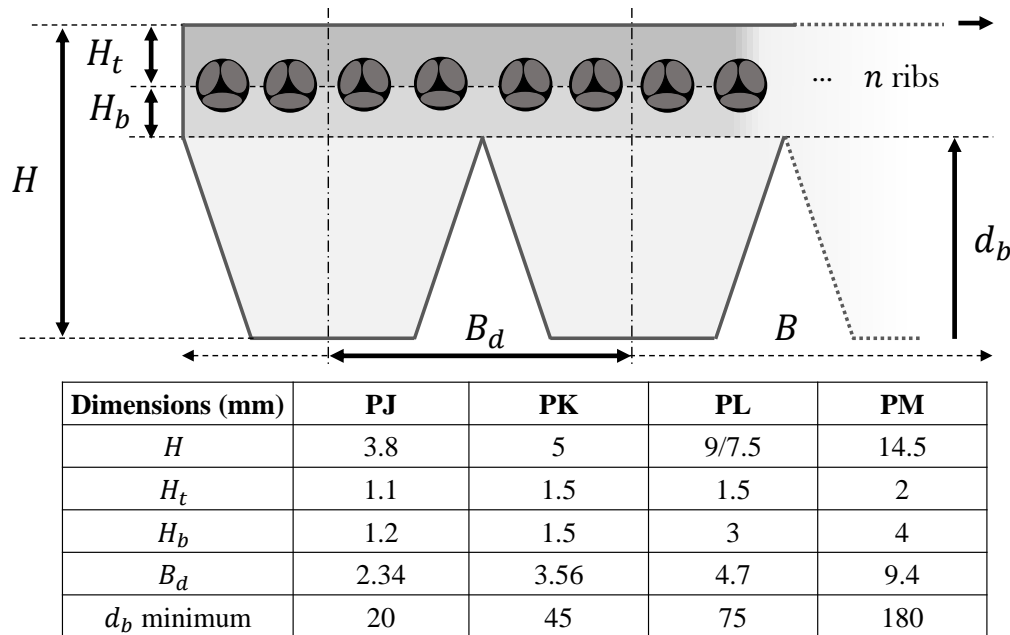 H_t
H_b
H
... n ribs
d_b
B_d
B
Dimensions (mm) PJ PK PL PM
H 3.8 5 9/7.5 14.5
H_t 1.1 1.5 1.5 2
H_b 1.2 1.5 3 4
B_d 2.34 3.56 4.7 9.4
d_b minimum 20 45 75 180